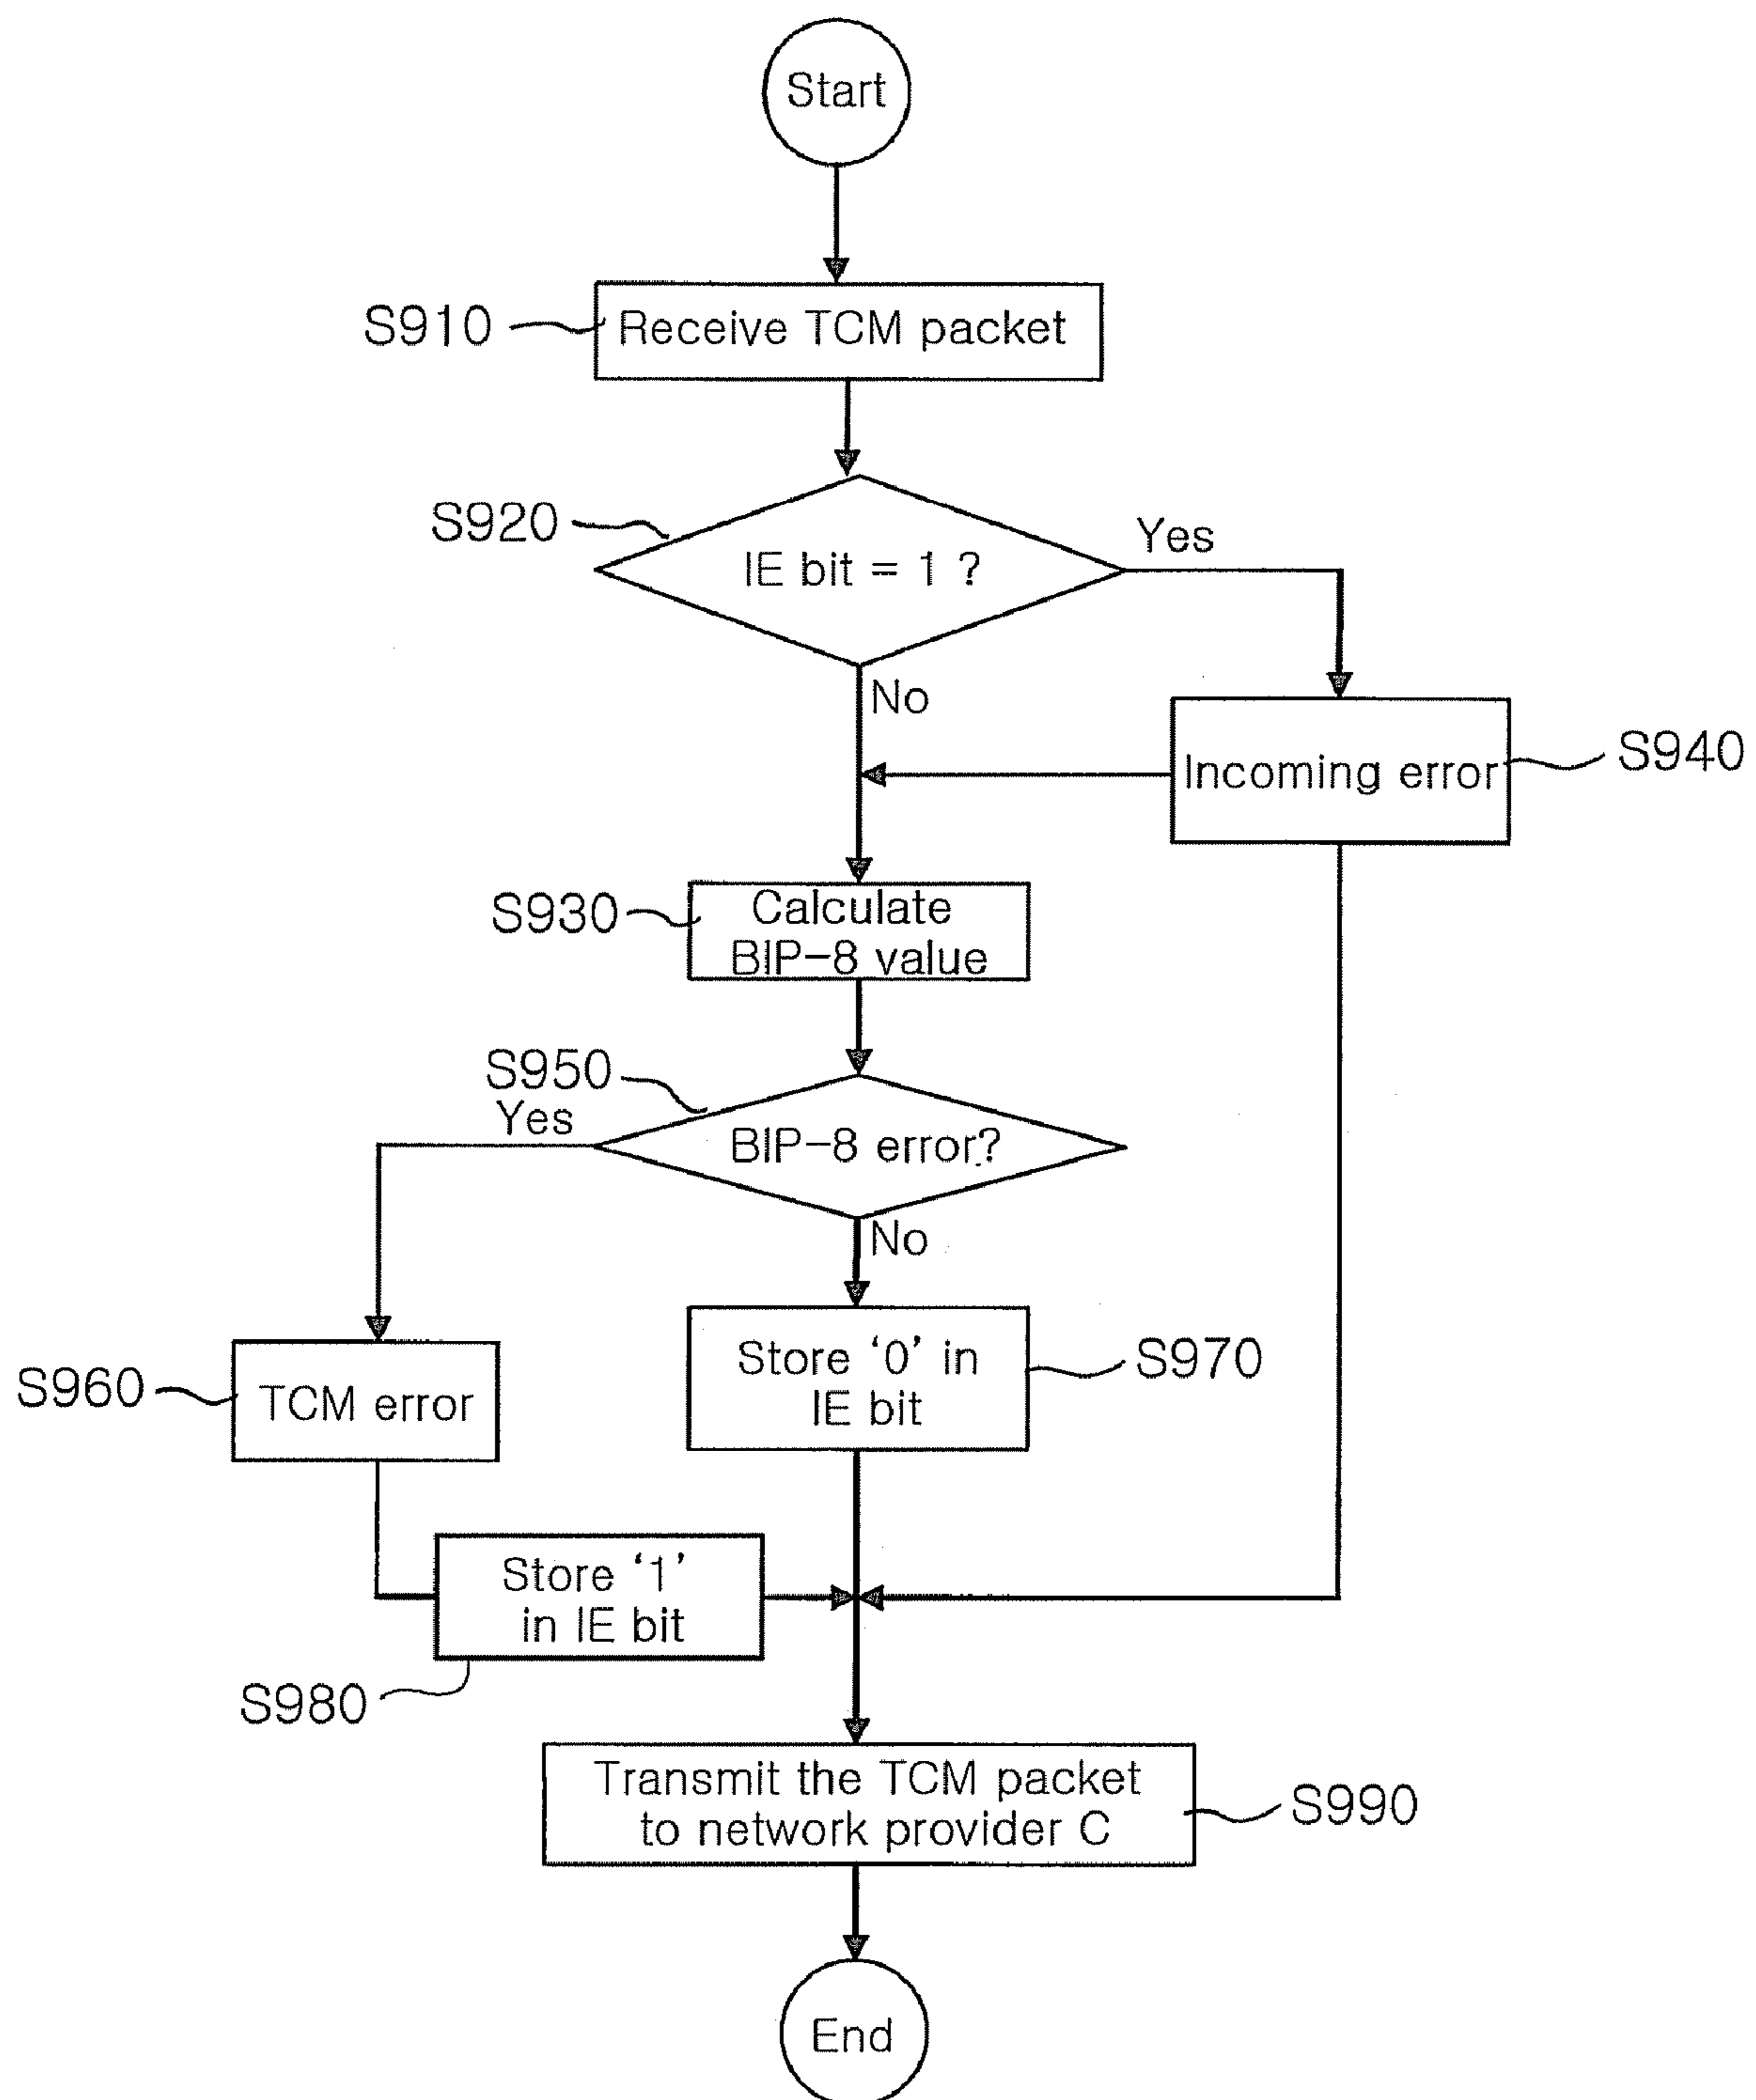 Start
S910
Receive TCM packet
S920
IE bit = 1 ?
Yes
No
Incoming error
S940
S930
Calculate
BIP-8 value
S950
Yes
BIP-8 error?
No
S960
TCM error
Store ‘0’ in
IE bit
S970
Store ‘1’
in IE bit
S980
Transmit the TCM packet
to network provider C
S990
End